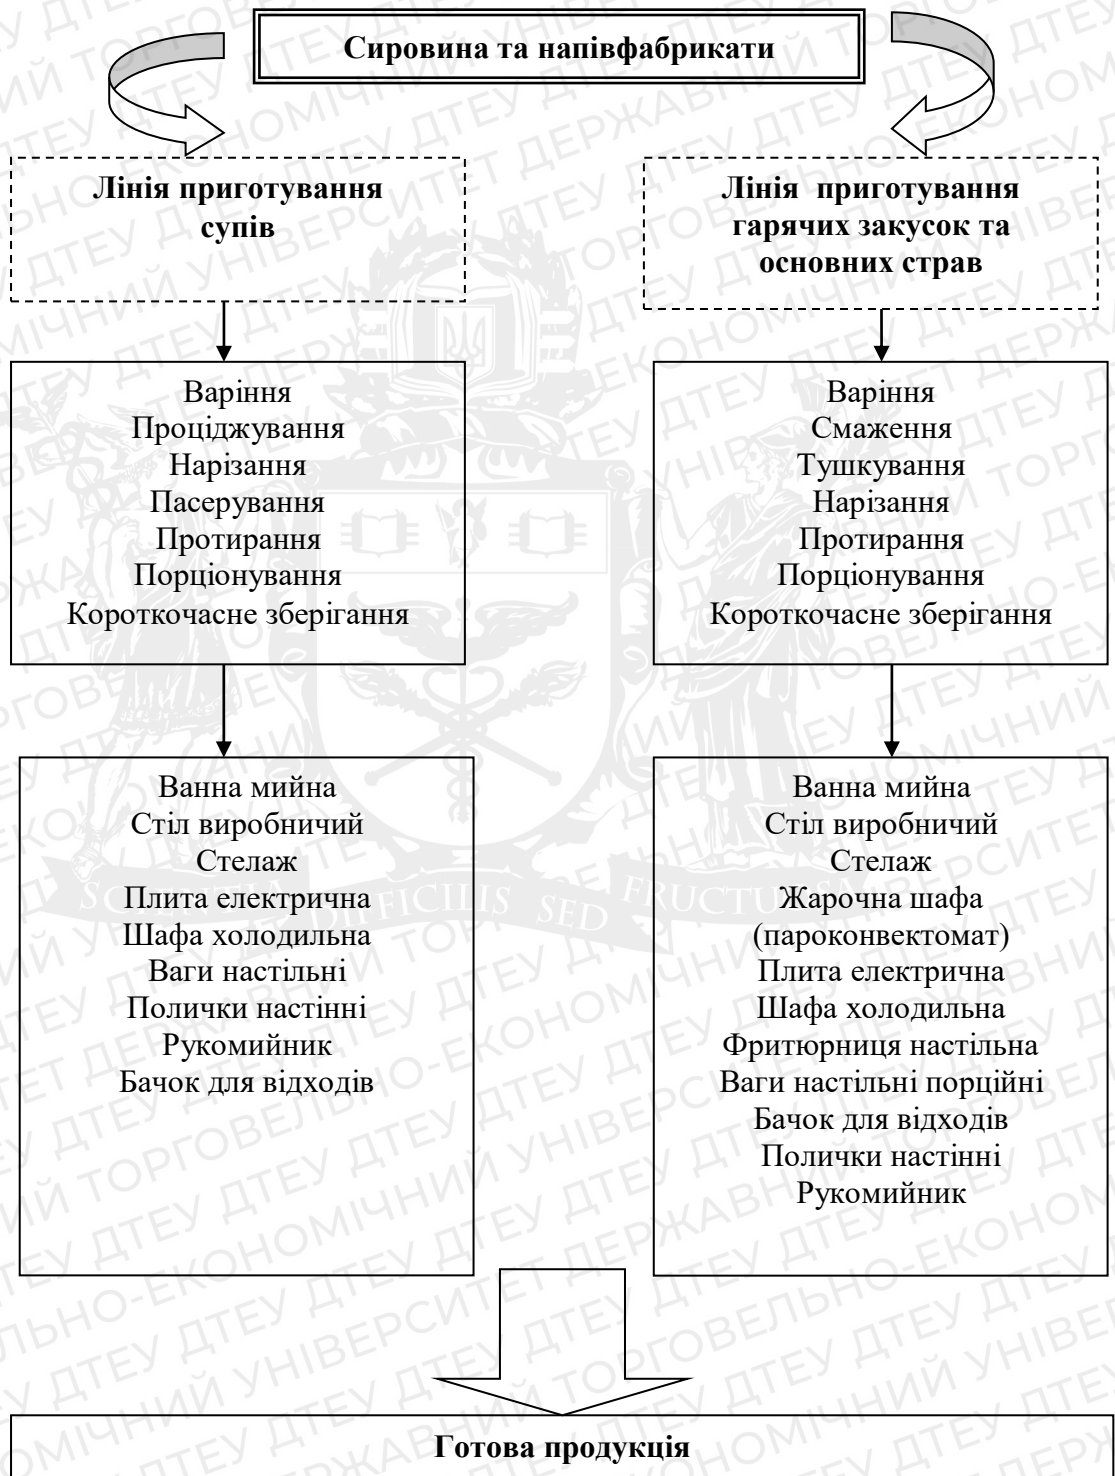 Сировина та напівфабрикати
Лінія приготування
супів
Лінія приготування
гарячих закусок та
основних страв
Варіння
Проціджування
Нарізання
Пасерування
Протирання
Порціонування
Короткочасне зберігання
Варіння
Смаження
Тушкування
Нарізання
Протирання
Порціонування
Короткочасне зберігання
Ванна мийна
Стіл виробничий
Стелаж
Плита електрична
Шафа холодильна
Ваги настільні
Полички настінні
Рукомийник
Бачок для відходів
Ванна мийна
Стіл виробничий
Стелаж
Жарочна шафа
(пароконвектомат)
Плита електрична
Шафа холодильна
Фритюрниця настільна
Ваги настільні порційні
Бачок для відходів
Полички настінні
Рукомийник
Готова продукція